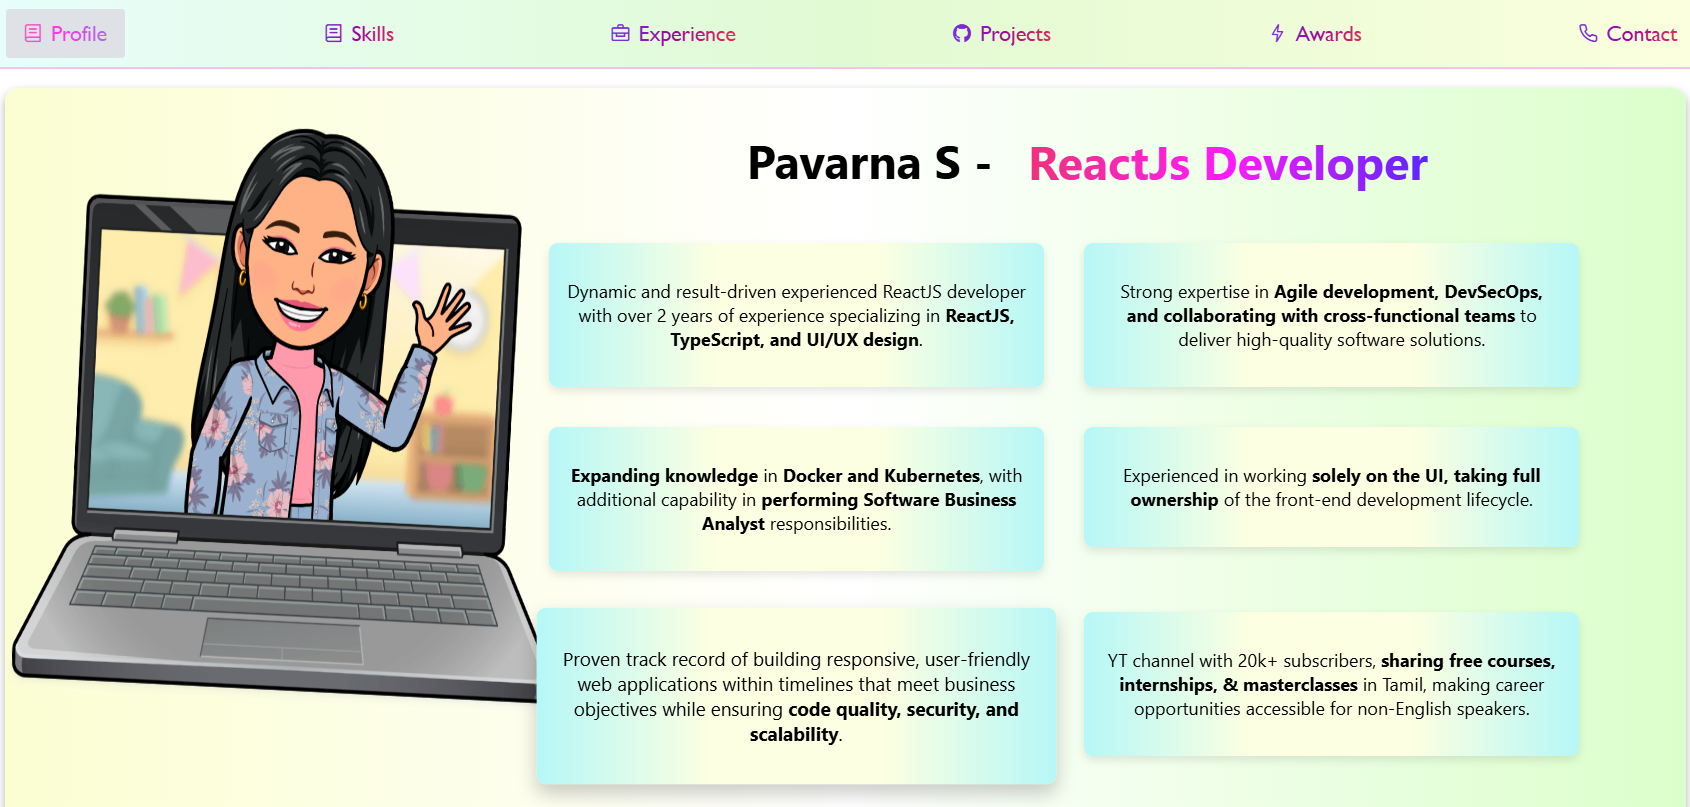 Profile
Skills
Experience
Projects
Awards
Contact
Pavarna S - ReactJs Developer
Dynamic and result-driven experienced ReactJS developer
with over 2 years of experience specializing in ReactJS,
TypeScript, and UI/UX design.
Strong expertise in Agile development, DevSecOps,
and collaborating with cross-functional teams to
deliver high-quality software solutions.
Expanding knowledge in Docker and Kubernetes, with
additional capability in performing Software Business
Analyst responsibilities.
Experienced in working solely on the UI, taking full
ownership of the front-end development lifecycle.
Proven track record of building responsive, user-friendly
web applications within timelines that meet business
objectives while ensuring code quality, security, and
scalability.
YT channel with 20k+ subscribers, sharing free courses,
internships, & masterclasses in Tamil, making career
opportunities accessible for non-English speakers.